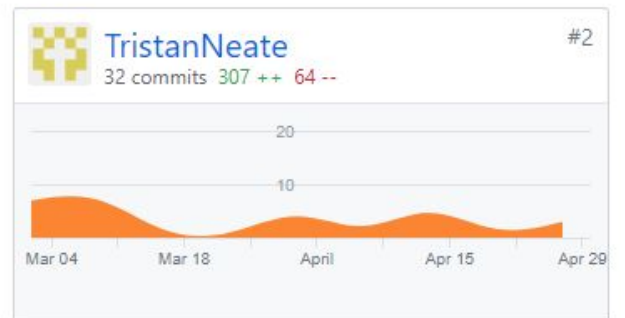 TristanNeate #2
32 commits 307 ++ 64 --
20
10
Mar 04 Mar 18 April Apr 15 Apr 29